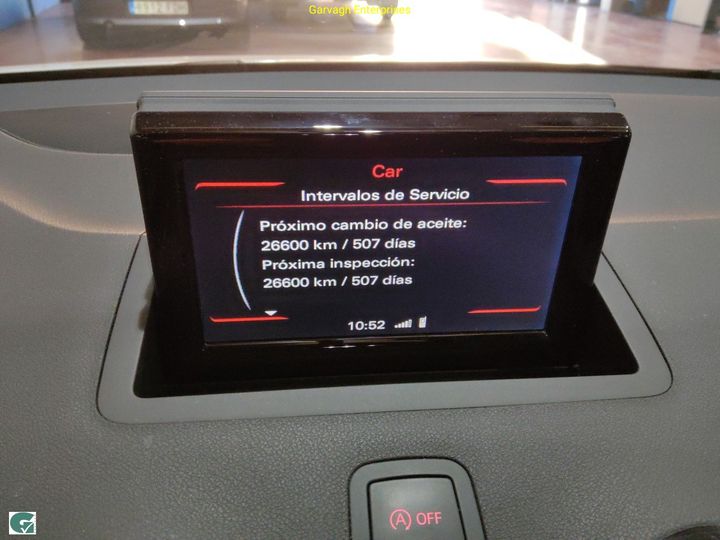 Garvagh Enterprises
Car
Intervalos de Servicio
Próximo cambio de aceite:
26600 km / 507 días
Próxima inspección:
26600 km / 507 días
10:52
A OFF